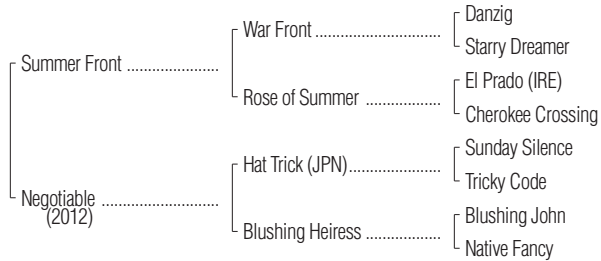 Danzig
War Front ........................
Starry Dreamer
Summer Front .....................
El Prado (IRE)
Rose of Summer .................
Cherokee Crossing
Sunday Silence
Hat Trick (JPN).....................
Tricky Code
Negotiable ...........................
(2012)
Blushing John
Blushing Heiress .................
Native Fancy